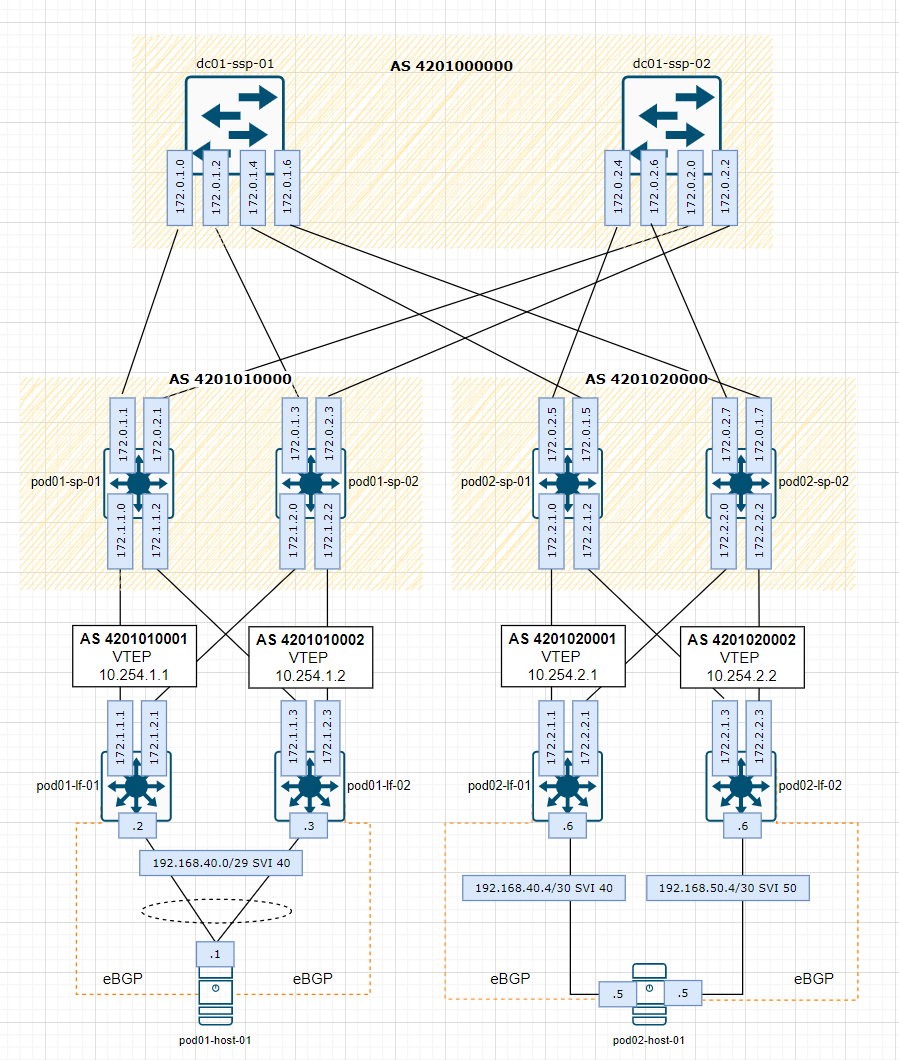 dc01-ssp-01
AS 4201000000
dc01-ssp-02
172.0.1.0
172.0.1.2
172.0.1.4
172.0.1.6
172.0.2.4
172.0.2.6
172.0.2.0
172.0.2.2
AS 4201010000
AS 4201020000
172.0.1.1
172.0.2.1
172.0.1.3
172.0.2.3
172.0.2.5
172.0.1.5
172.0.2.7
172.0.1.7
pod01-sp-01
pod01-sp-02
pod02-sp-01
pod02-sp-02
172.1.1.0
172.1.1.2
172.1.2.0
172.1.2.2
172.2.1.0
172.2.1.2
172.2.2.0
172.2.2.2
AS 4201010001
VTEP
10.254.1.1
AS 4201010002
VTEP
10.254.1.2
AS 4201020001
VTEP
10.254.2.1
AS 4201020002
VTEP
10.254.2.2
172.1.1.1
172.1.2.1
172.1.1.3
172.1.2.3
172.2.1.1
172.2.2.1
172.2.1.3
172.2.2.3
pod01-lf-01
pod01-lf-02
pod02-lf-01
pod02-lf-02
.2
.3
.6
.6
192.168.40.0/29 SVI 40
192.168.40.4/30 SVI 40
192.168.50.4/30 SVI 50
.1
eBGP
eBGP
eBGP
eBGP
.5
.5
pod01-host-01
pod02-host-01